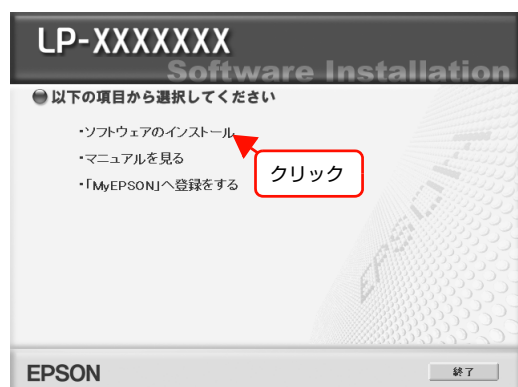 LP-XXXXXXX
Software Installation
以下の項目から選択してください
・ソフトウェアのインストール
・マニュアルを見る
・「MyEPSON」へ登録をする
クリック
EPSON
EPSON
終了